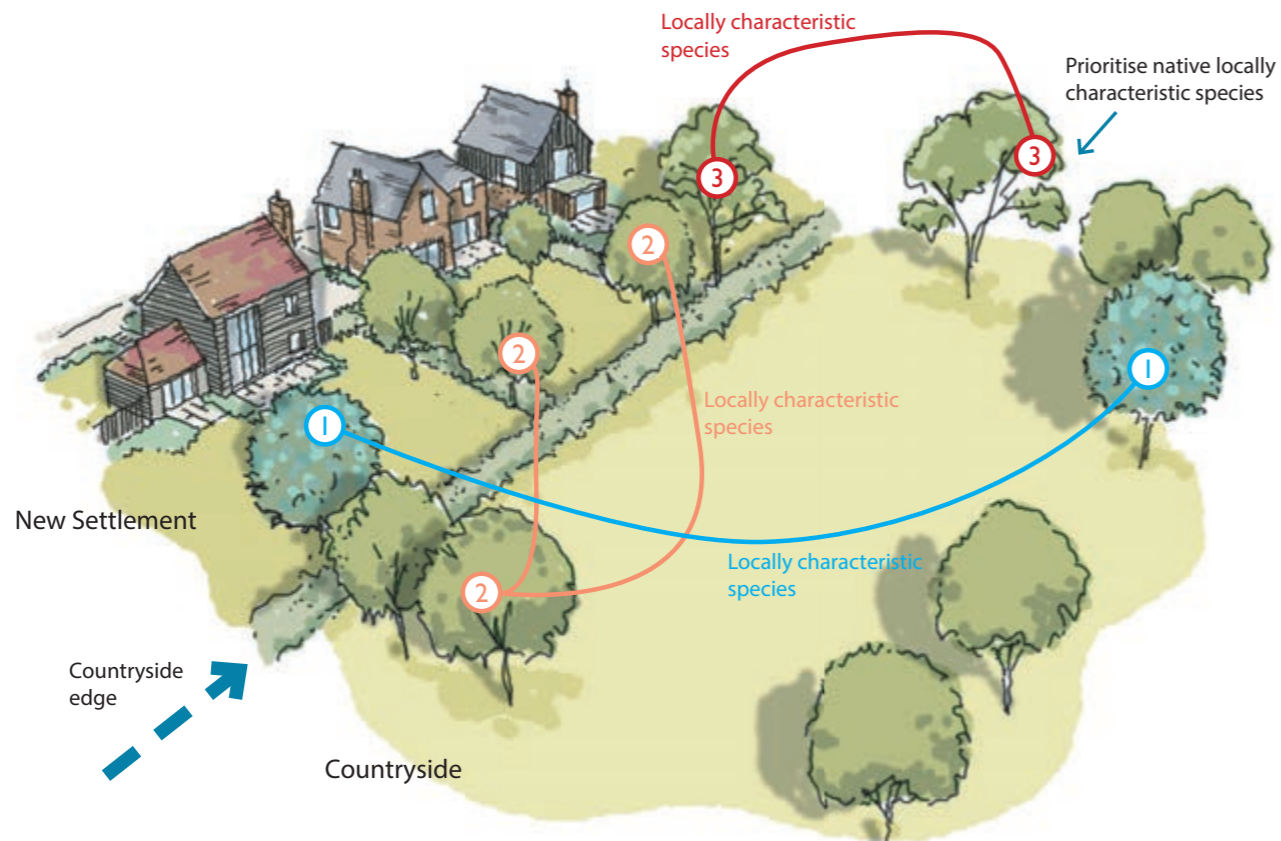 Locally characteristic
species
Prioritise native locally
characteristic species
3
3
2
2
1
1
Locally characteristic
species
New Settlement
Locally characteristic
species
2
Countryside
edge
Countryside